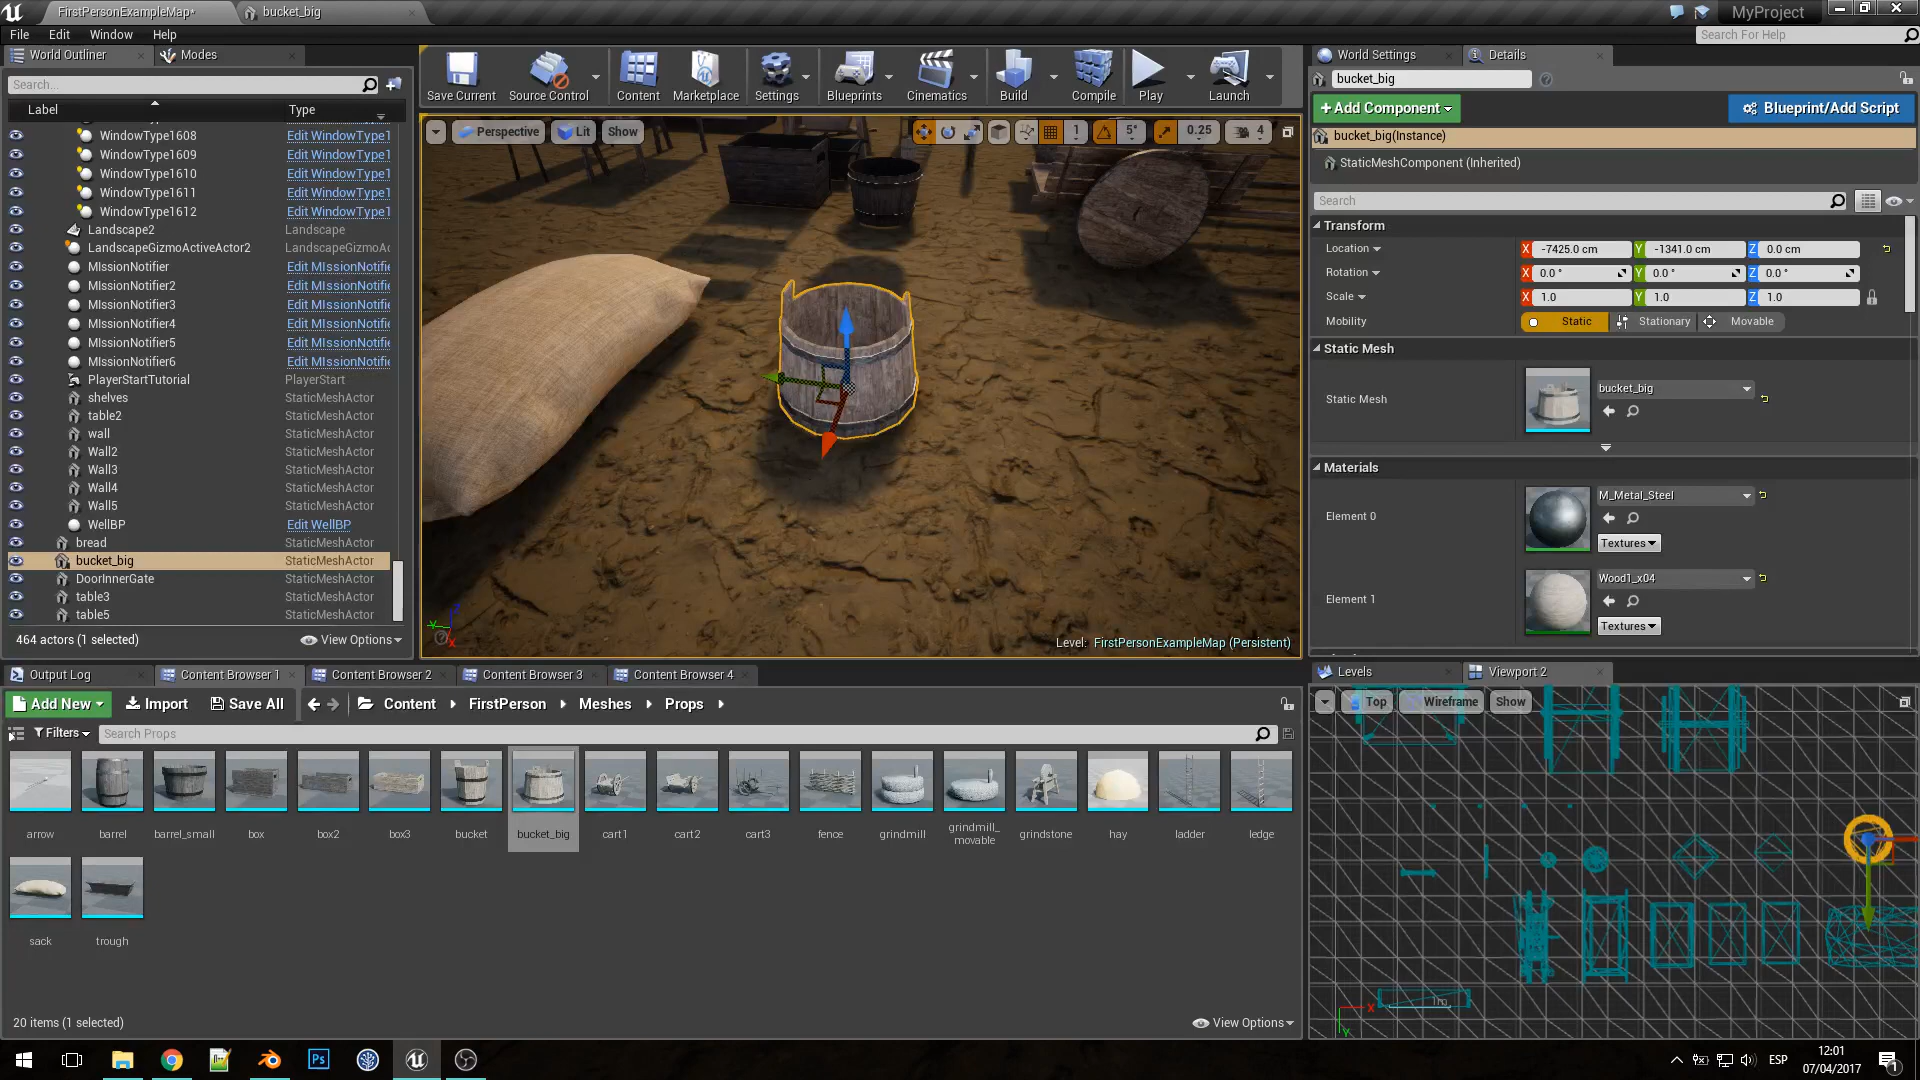 FirstPersonExampleMap*
bucket_big
MyProject
File
Edit
Window
Help
Search For Help
World Outliner
Modes
Search...
Label
Type
WindowType1608
Edit WindowType1
WindowType1609
Edit WindowType1
WindowType1610
Edit WindowType1
WindowType1611
Edit WindowType1
WindowType1612
Edit WindowType1
Landscape2
Landscape
LandscapeGizmoActiveActor2
LandscapeGizmoAc
MIssionNotifier
Edit MIssionNotifie
MIssionNotifier2
Edit MIssionNotifie
MIssionNotifier3
Edit MIssionNotifie
MIssionNotifier4
Edit MIssionNotifie
MIssionNotifier5
Edit MIssionNotifie
MIssionNotifier6
Edit MIssionNotifie
PlayerStartTutorial
PlayerStart
shelves
StaticMeshActor
table2
StaticMeshActor
wall
StaticMeshActor
Wall2
StaticMeshActor
Wall3
StaticMeshActor
Wall4
StaticMeshActor
Wall5
StaticMeshActor
WellBP
Edit WellBP
bread
StaticMeshActor
bucket_big
StaticMeshActor
DoorInnerGate
StaticMeshActor
table3
StaticMeshActor
table5
StaticMeshActor
464 actors (1 selected)
View Options
Save Current
Source Control
Content
Marketplace
Settings
Blueprints
Cinematics
Build
Compile
Play
Launch
Perspective
Lit
Show
1
5°
0.25
4
Level: FirstPersonExampleMap (Persistent)
World Settings
Details
bucket_big
+Add Component
Blueprint/Add Script
bucket_big(Instance)
StaticMeshComponent (Inherited)
Search
Transform
Location
X -7425.0 cm
Y -1341.0 cm
Z 0.0 cm
Rotation
X 0.0 °
Y 0.0 °
Z 0.0 °
Scale
X 1.0
Y 1.0
Z 1.0
Mobility
Static
Stationary
Movable
Static Mesh
Static Mesh
bucket_big
Materials
Element 0
M_Metal_Steel
Textures
Element 1
Wood1_x04
Textures
Output Log
Content Browser 1
Content Browser 2
Content Browser 3
Content Browser 4
Add New
Import
Save All
Content
FirstPerson
Meshes
Props
Filters
Search Props
arrow
barrel
barrel_small
box
box2
box3
bucket
bucket_big
cart1
cart2
cart3
fence
grindmill
grindmill_
movable
grindstone
hay
ladder
ledge
sack
trough
20 items (1 selected)
View Options
Levels
Viewport 2
Top
Wireframe
Show
1m
X
Y
Ps
ESP
12:01
07/04/2017
1